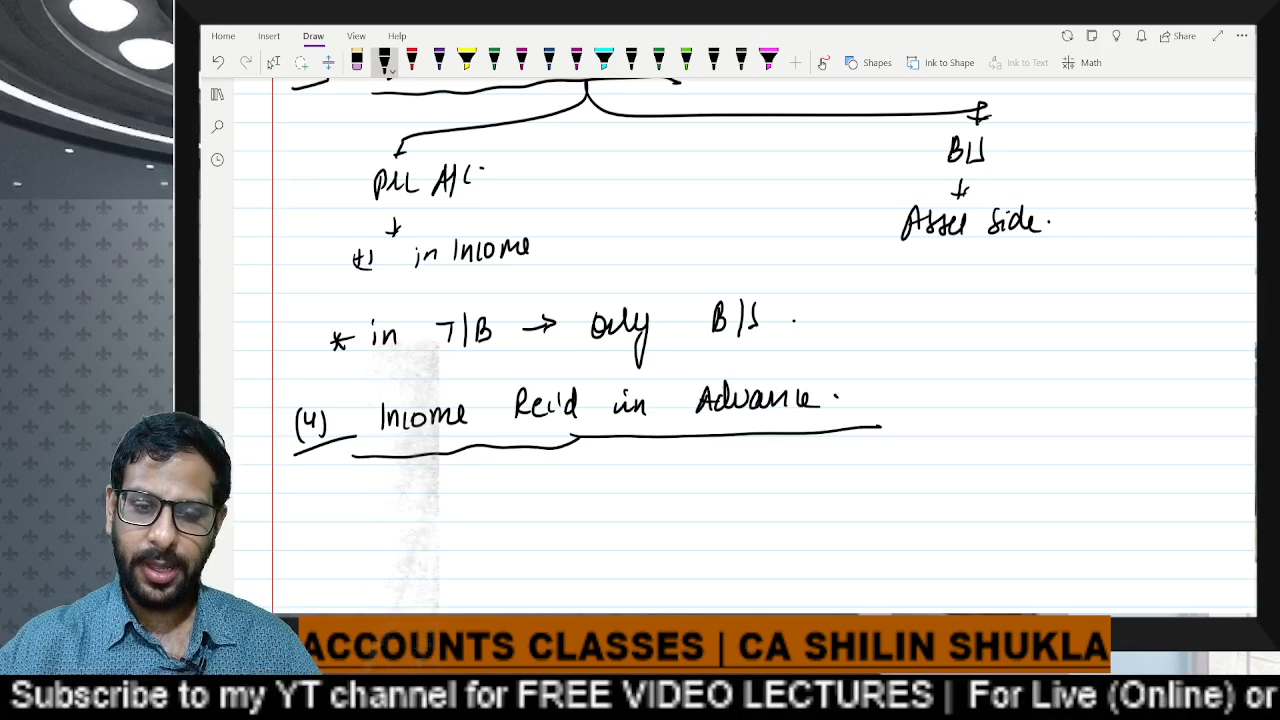 Home Insert Draw View Help Share
Shapes Ink to Shape Ink to Text Math
P/L A/C
B/S
(+) in Income
Asset Side.
* in T/B → only B/S.
(4) Income Rec'd in Advance.
ACCOUNTS CLASSES | CA SHILIN SHUKLA
Subscribe to my YT channel for FREE VIDEO LECTURES | For Live (Online) or